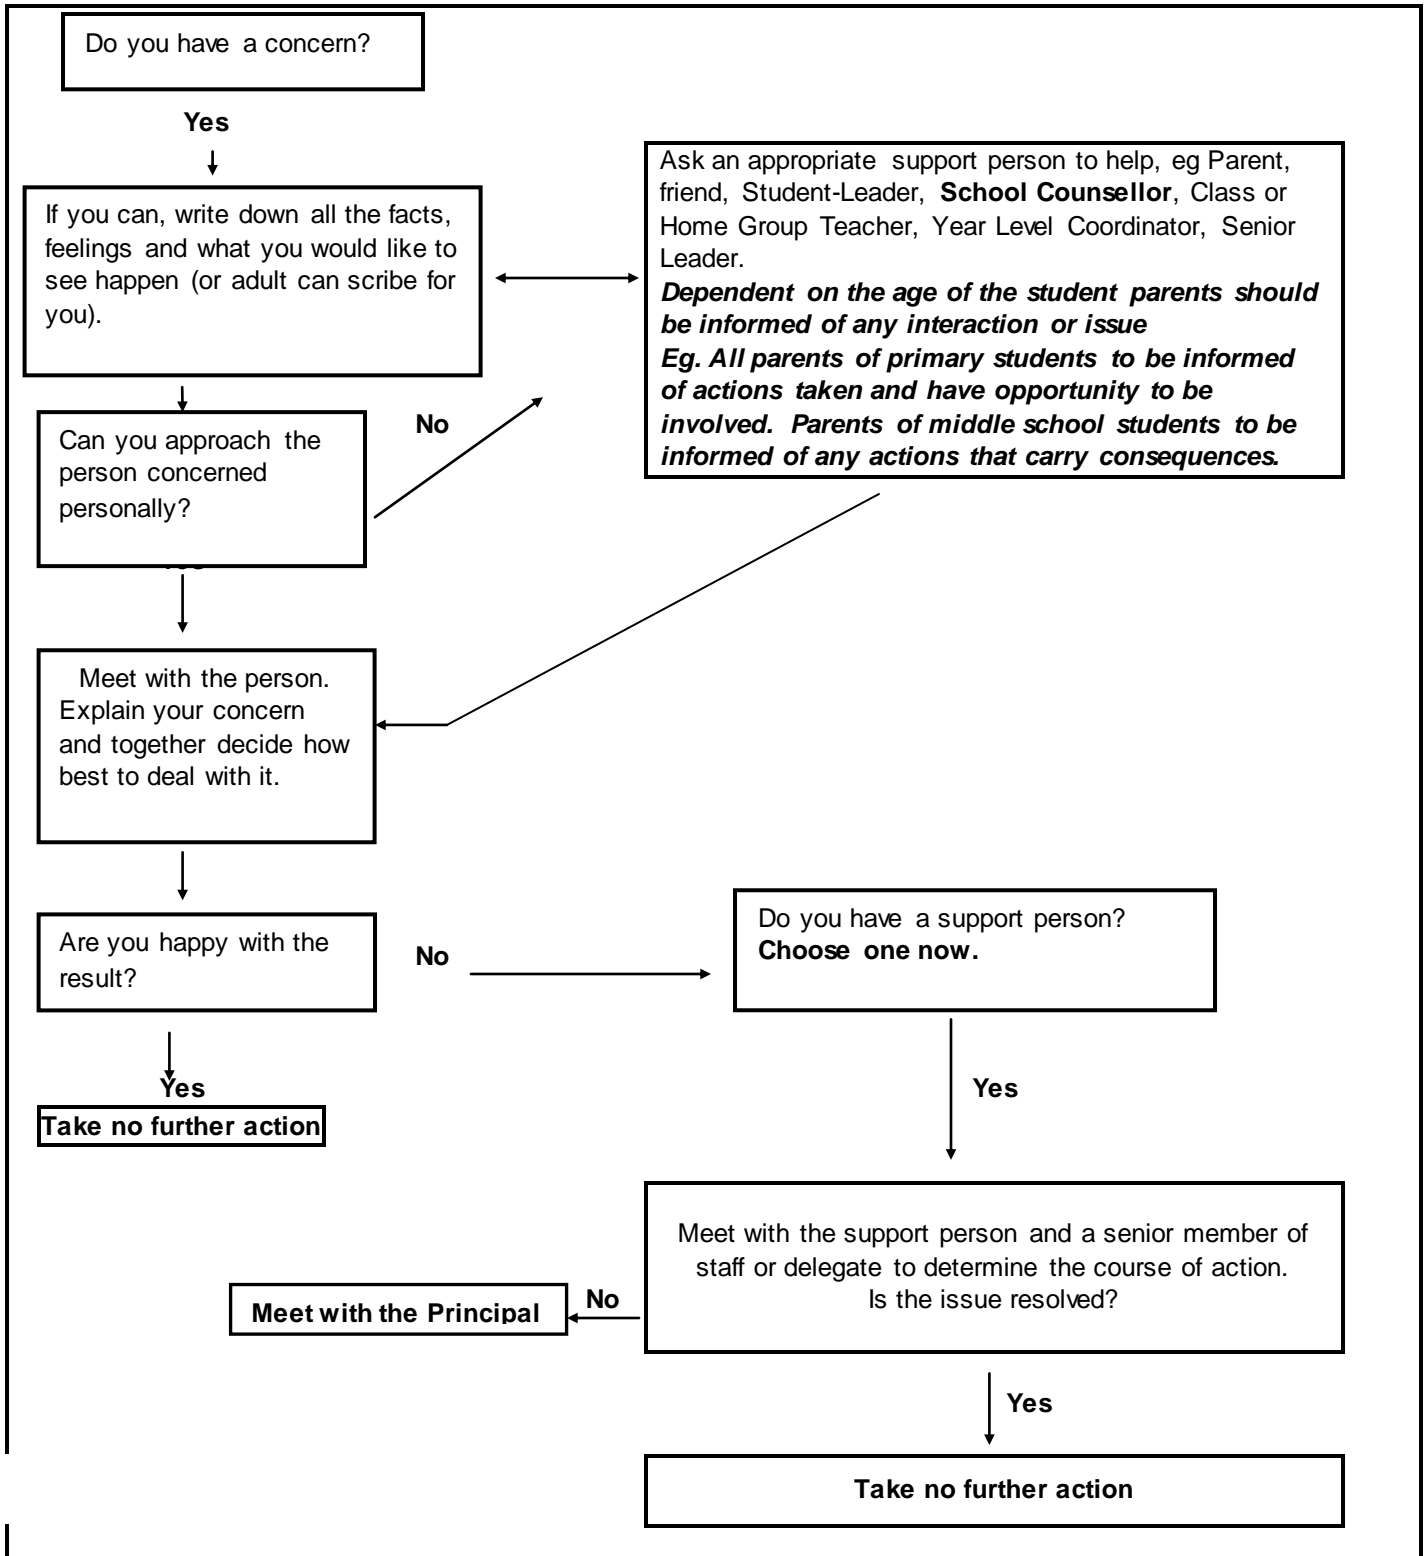 Do you have a concern?
Yes
If you can, write down all the facts,
feelings and what you would like to
see happen (or adult can scribe for
you).
Ask an appropriate support person to help, eg Parent,
friend, Student-Leader, School Counsellor, Class or
Home Group Teacher, Year Level Coordinator, Senior
Leader.
Dependent on the age of the student parents should
be informed of any interaction or issue
Eg. All parents of primary students to be informed
of actions taken and have opportunity to be
involved. Parents of middle school students to be
informed of any actions that carry consequences.
Can you approach the
person concerned
personally?
No
Meet with the person.
Explain your concern
and together decide how
best to deal with it.
Are you happy with the
result?
No
Do you have a support person?
Choose one now.
Yes
Take no further action
Yes
Meet with the support person and a senior member of
staff or delegate to determine the course of action.
Is the issue resolved?
No
Meet with the Principal
Yes
Take no further action